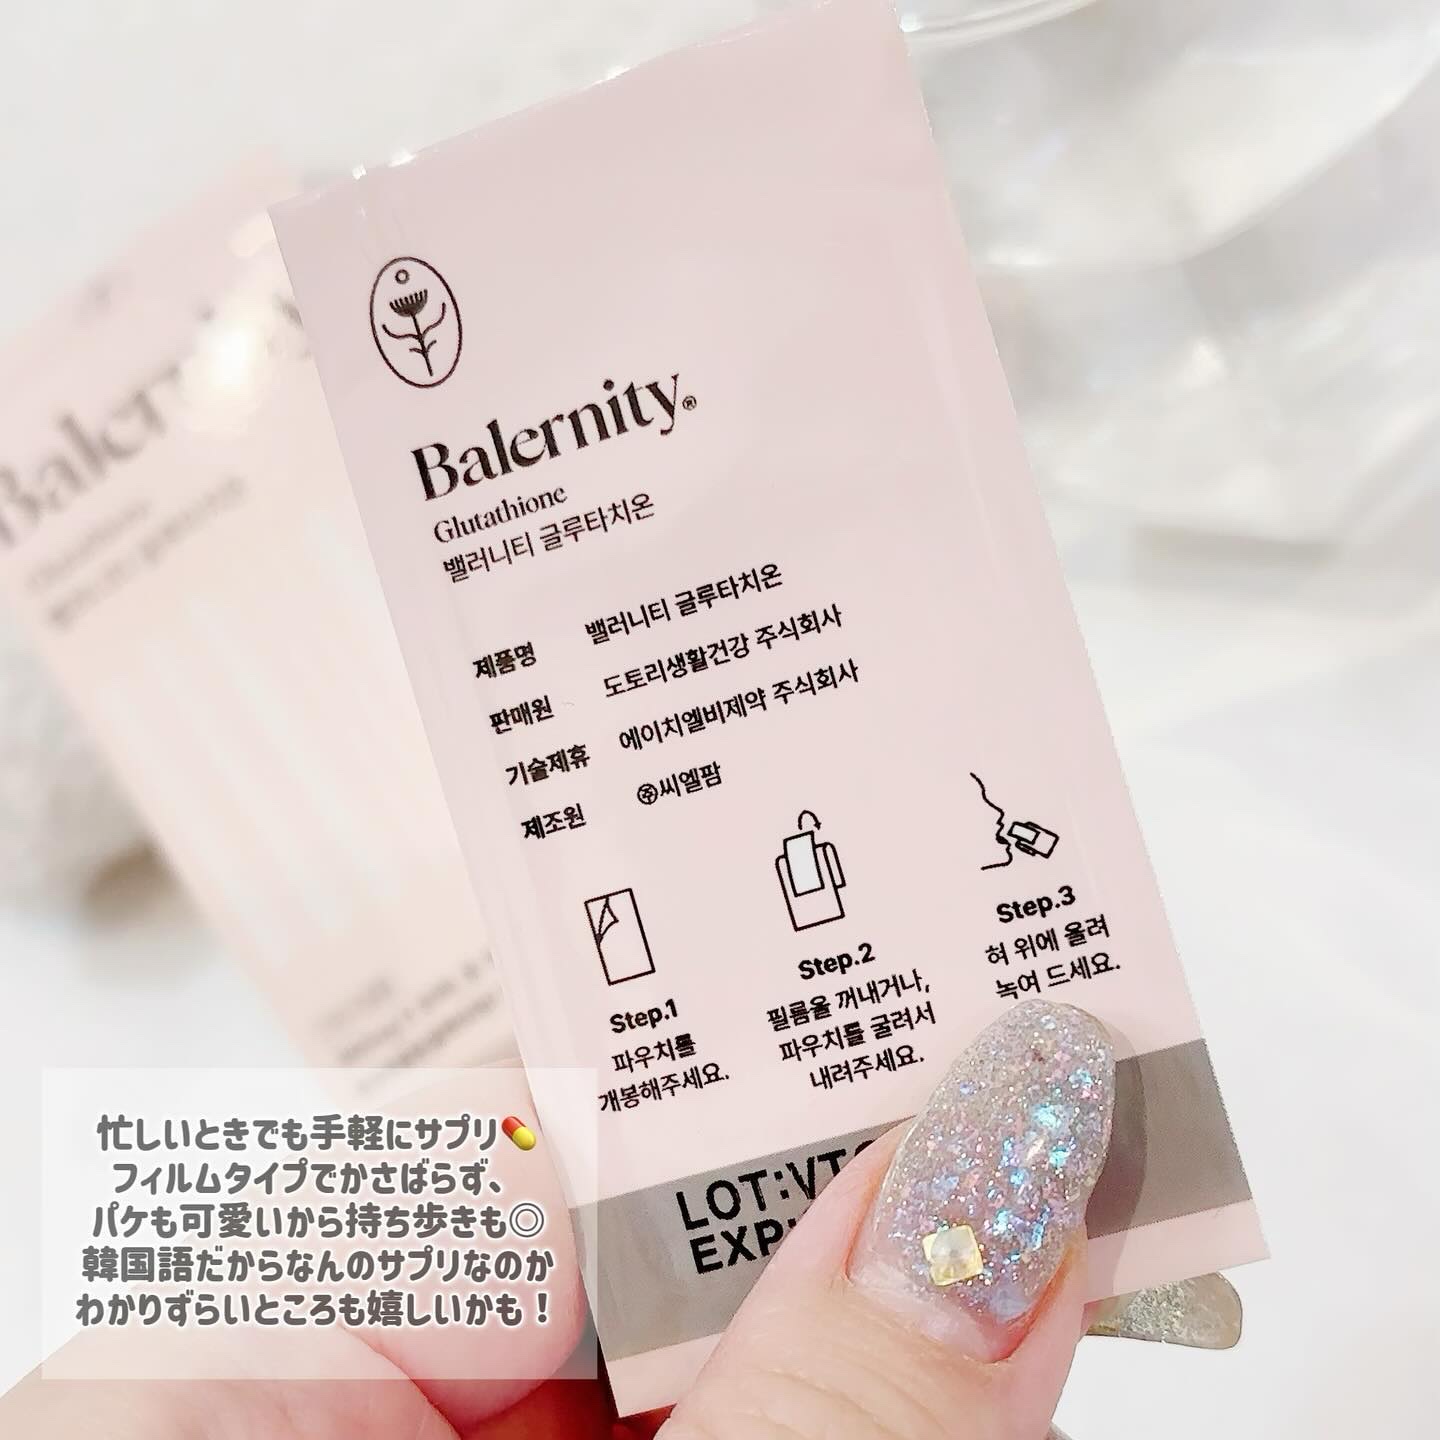 Balernity®
Glutathione
밸러니티 글루타치온
제품명 밸러니티 글루타치온
판매원 도토리생활건강 주식회사
기술제휴 에이치엘비제약 주식회사
제조원 ㈜씨엘팜
Step.1
파우치를
개봉해주세요.
Step.2
필름을 꺼내거나,
파우치를 굴려서
내려주세요.
Step.3
혀 위에 올려
녹여 드세요.
LOT:VT
EXP
Balern
忙しいときでも手軽にサプリ💊
フィルムタイプでかさばらず、
パケも可愛いから持ち歩きも◎
韓国語だからなんのサプリなのか
わかりずらいところも嬉しいかも！